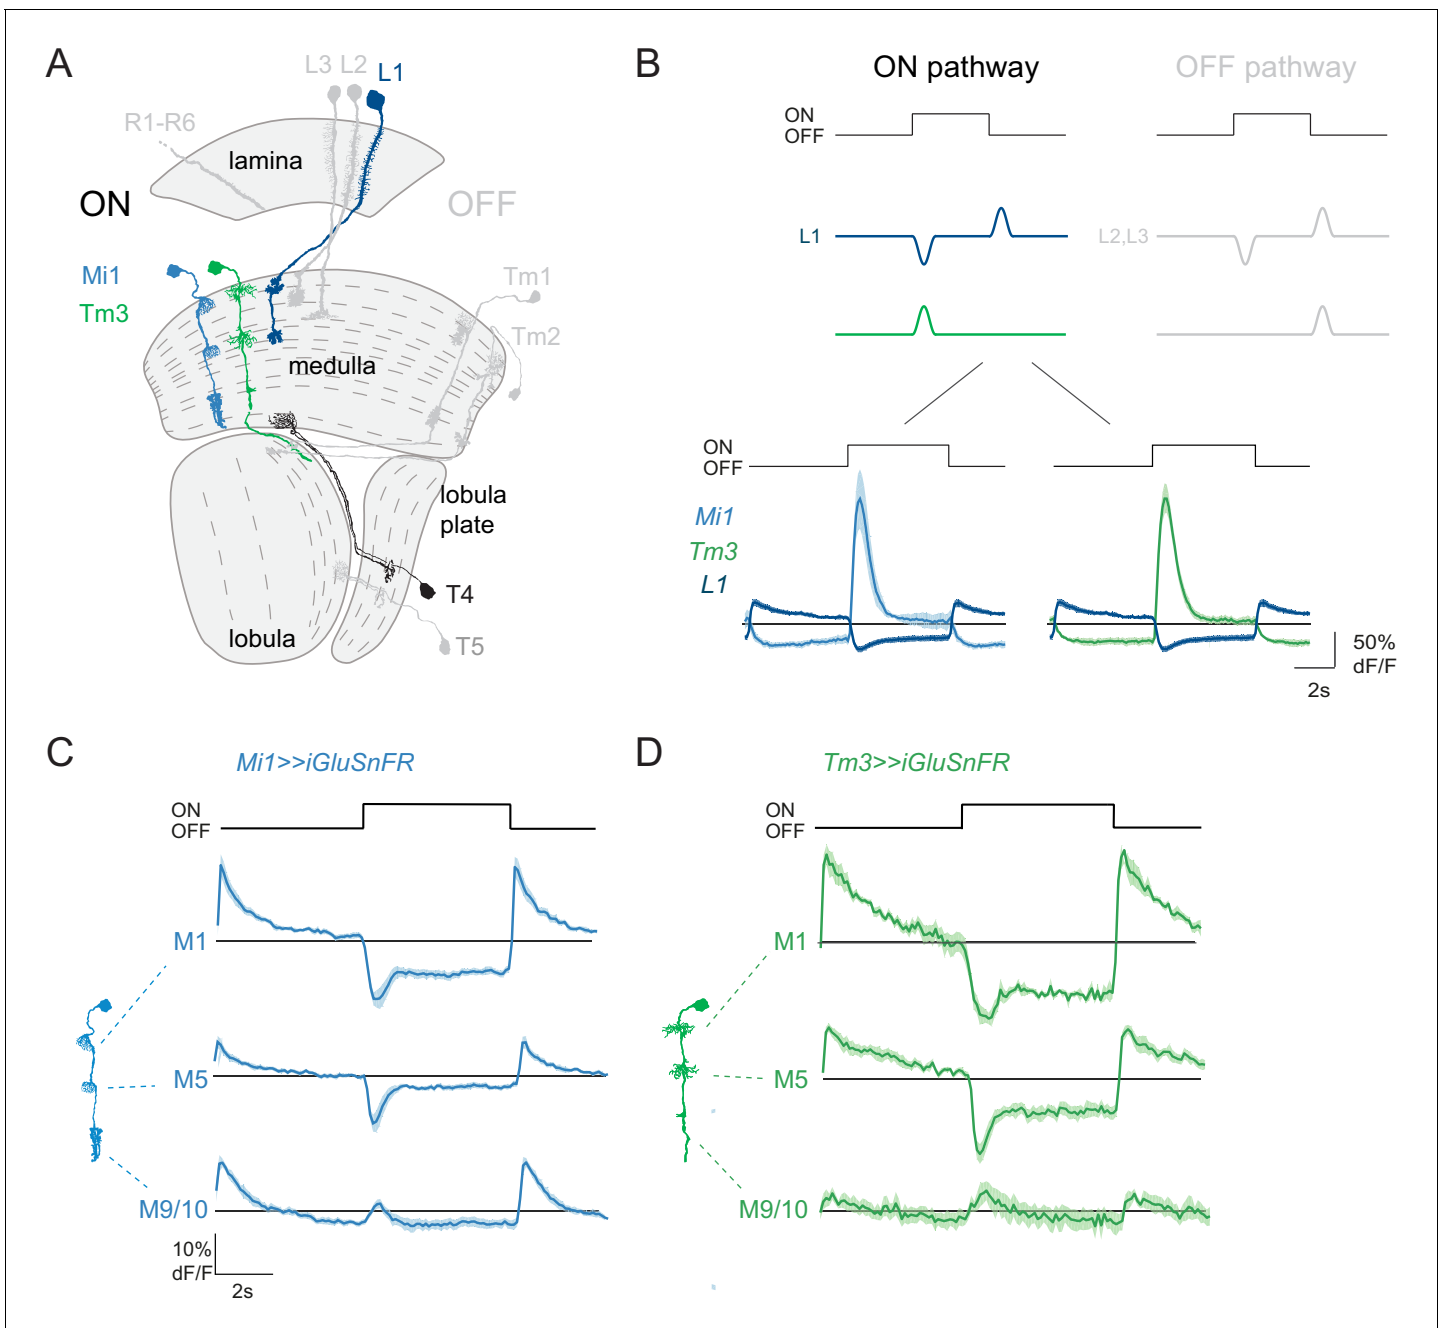 A
L3 L2 L1
R1-R6
lamina
ON
OFF
Mi1
Tm3
Tm1
Tm2
medulla
lobula
plate
T4
lobula
T5
B
ON pathway
OFF pathway
ON
OFF
L1
L2,L3
ON
OFF
ON
OFF
Mi1
Tm3
L1
50%
dF/F
2s
C
Mi1>>iGluSnFR
ON
OFF
M1
M5
M9/10
10%
dF/F
2s
D
Tm3>>iGluSnFR
ON
OFF
M1
M5
M9/10